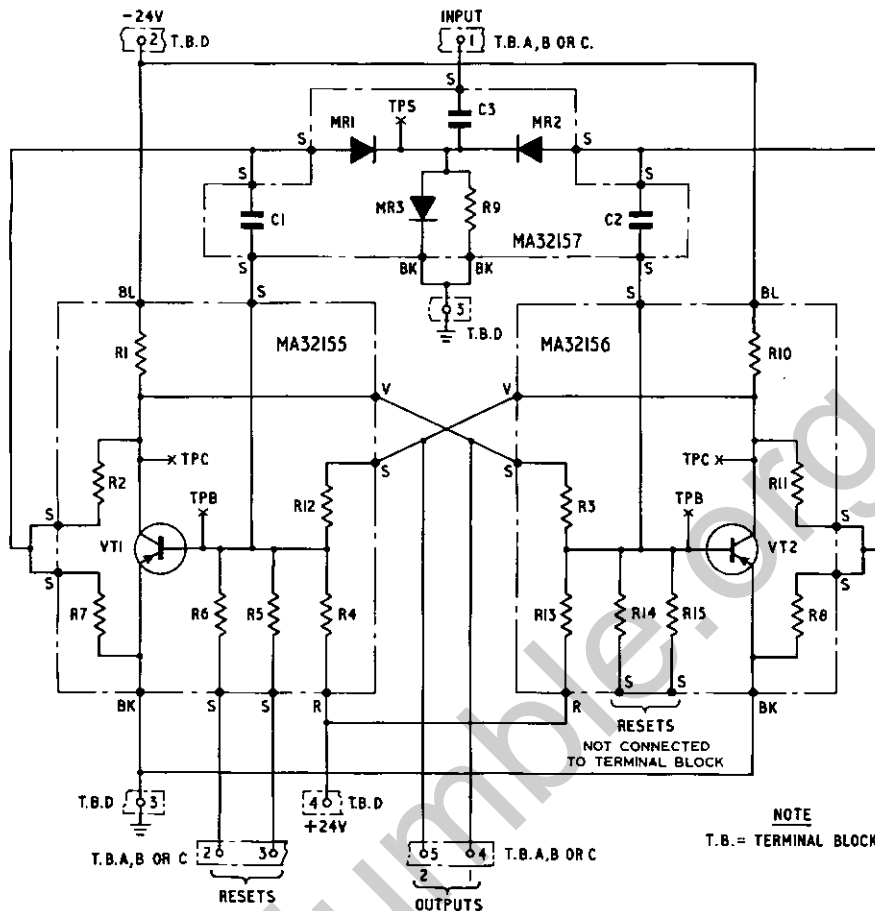 -24V
INPUT
2 T.B.D
1 T.B.A,B OR C.
S
C3
TPS
MR1
MR2
S
S
S
S
C1
MR3
R9
C2
MA32157
S
BK
BK
S
BL
S
3
T.B.D
S
BL
R1
MA32155
MA32156
R10
V
V
TPC
S
S
TPC
R2
R12
R3
R11
S
TPB
TPB
S
VT1
VT2
S
S
R7
R6
R5
R4
R13
R14
R15
R8
BK
S
S
R
R
S
S
BK
RESETS
NOT CONNECTED
TO TERMINAL BLOCK
T.B.D 3
4 T.B.D
+24V
NOTE
T.B.= TERMINAL BLOCK
T.B.A,B OR C 2 3
5 4 T.B.A,B OR C
RESETS
2 1
OUTPUTS
umble.org